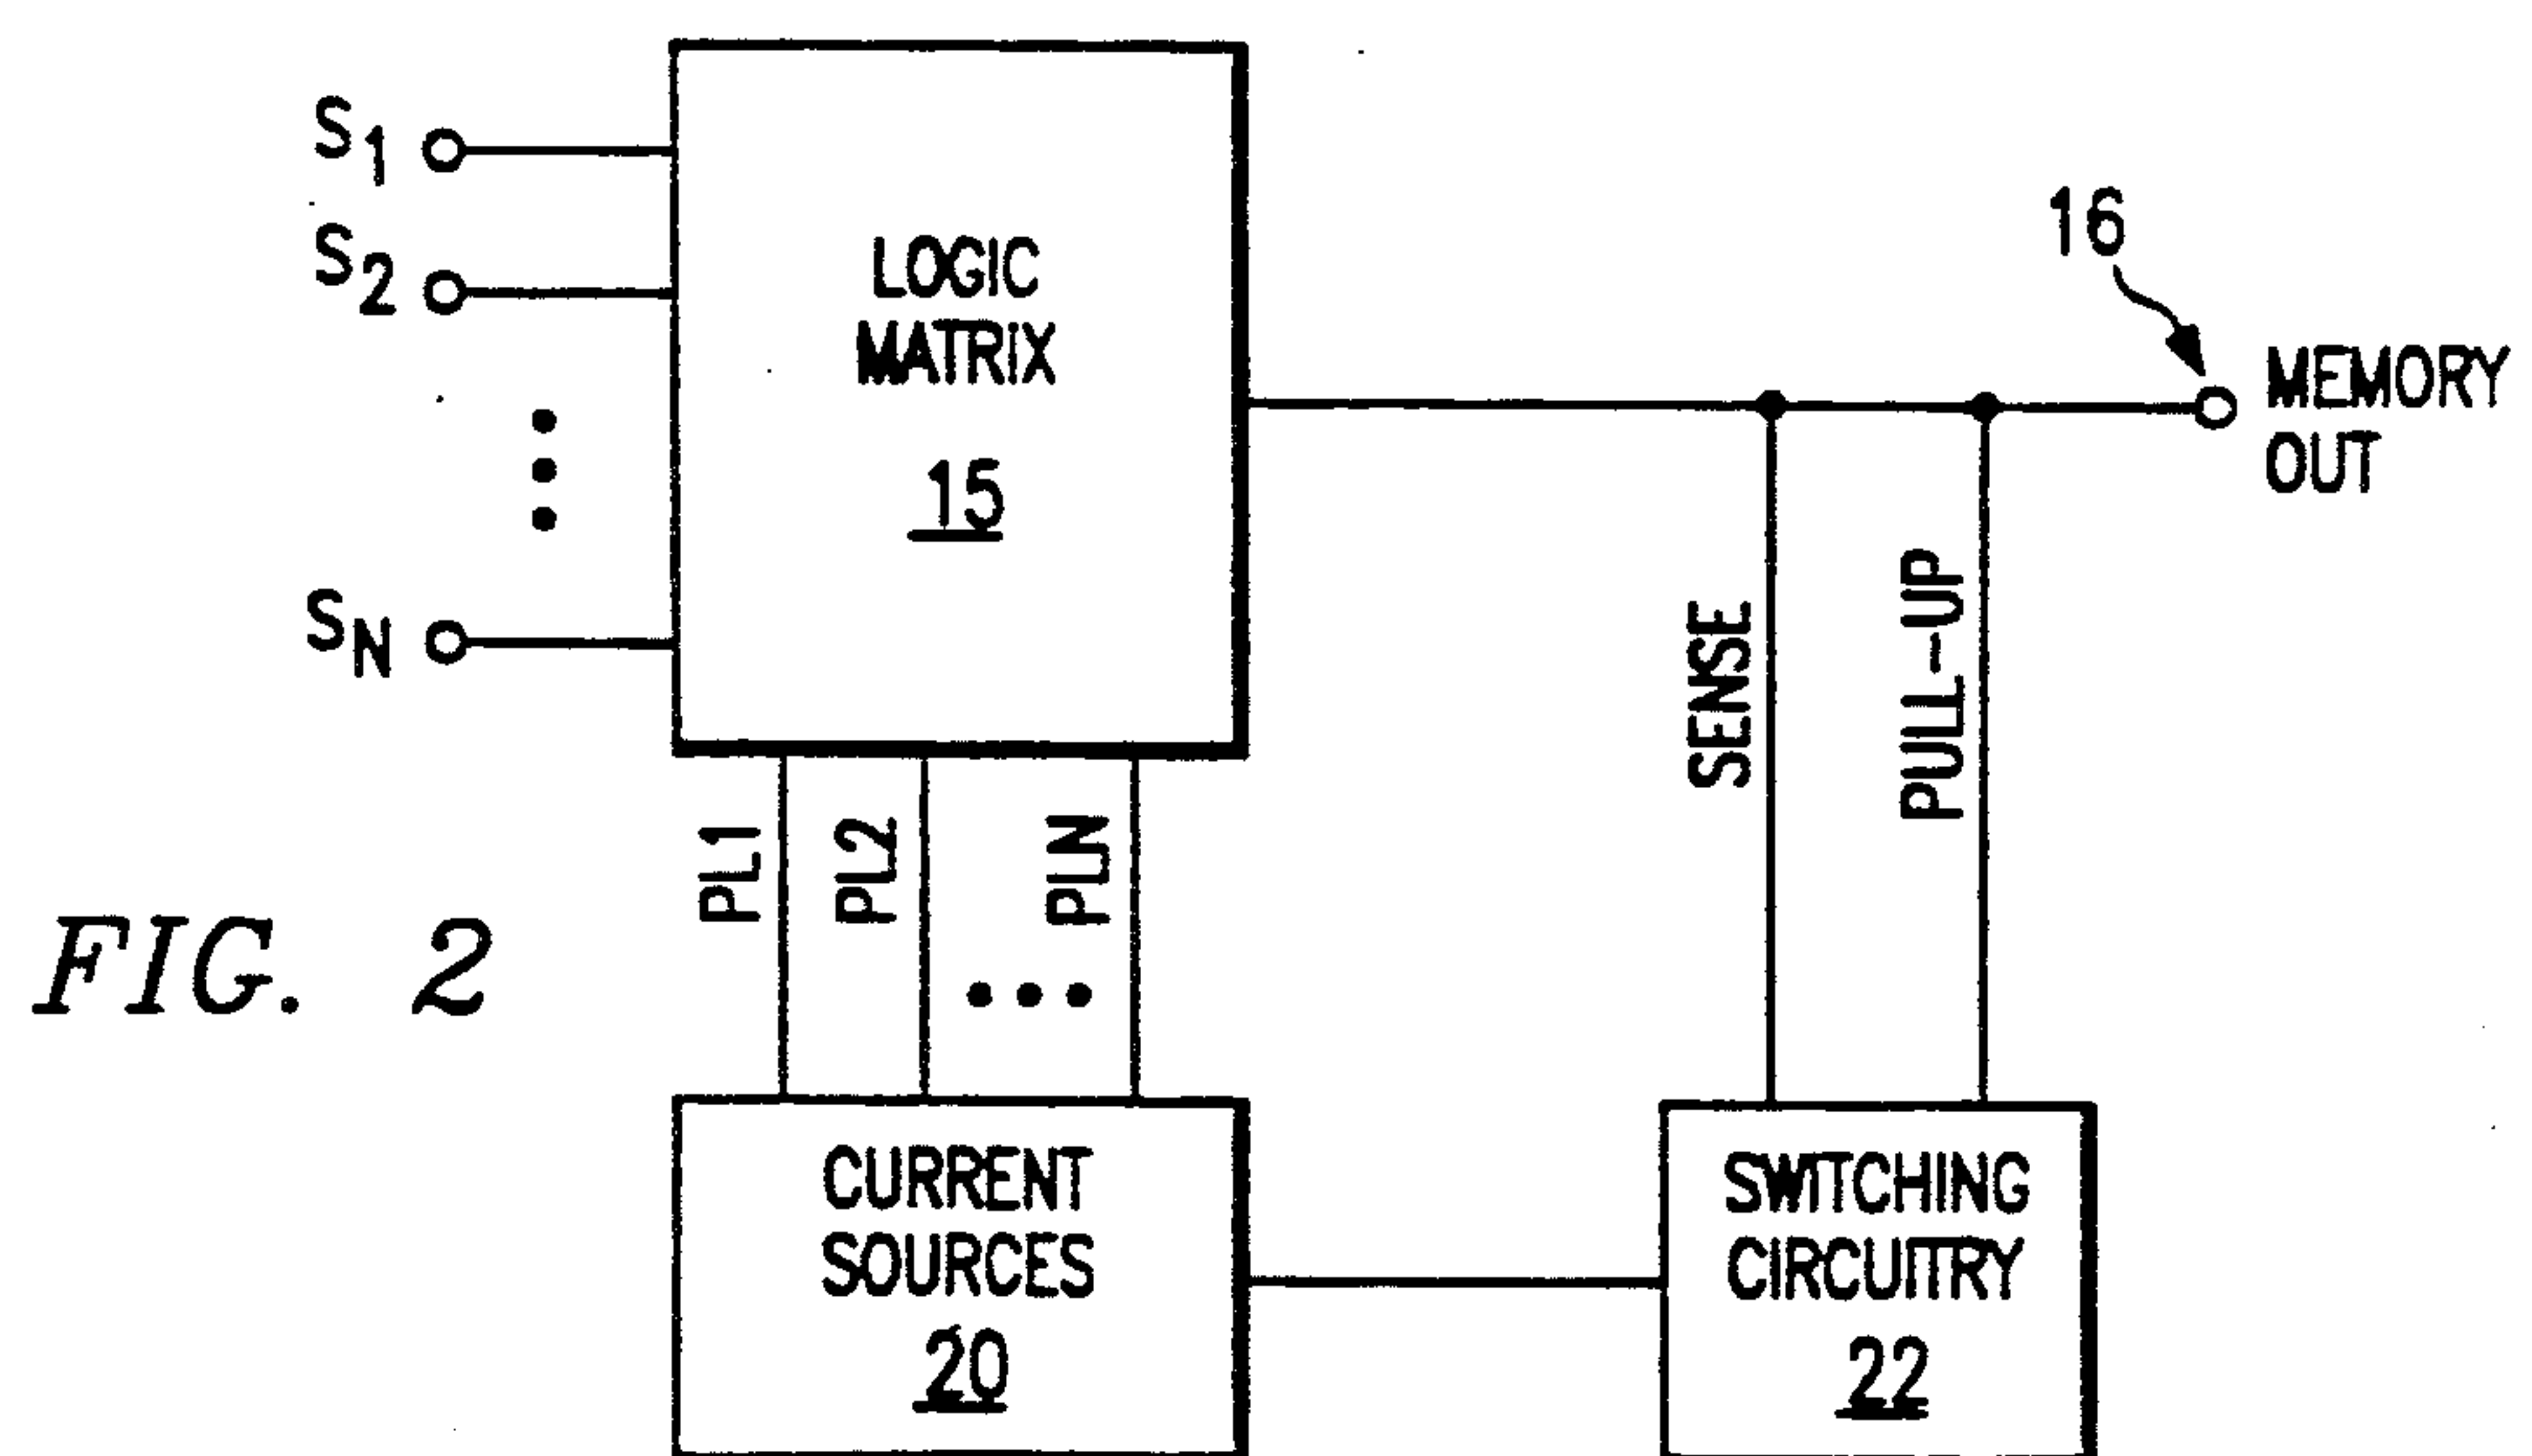 S1
S2
SN
LOGIC
MATRIX
15
16
MEMORY
OUT
SENSE
PULL-UP
PL1
PL2
PLN
FIG. 2
CURRENT
SOURCES
20
SWITCHING
CIRCUITRY
22